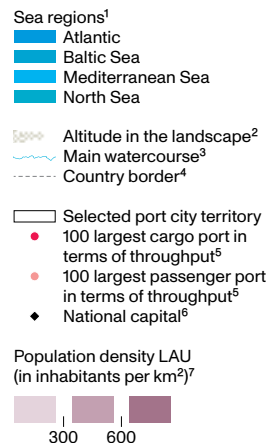 Sea regions¹
Atlantic
Baltic Sea
Mediterranean Sea
North Sea
Altitude in the landscape²
Main watercourse³
Country border⁴
Selected port city territory
100 largest cargo port in
terms of throughput⁵
100 largest passenger port
in terms of throughput⁵
National capital⁶
Population density LAU
(in inhabitants per km²)⁷
300 600